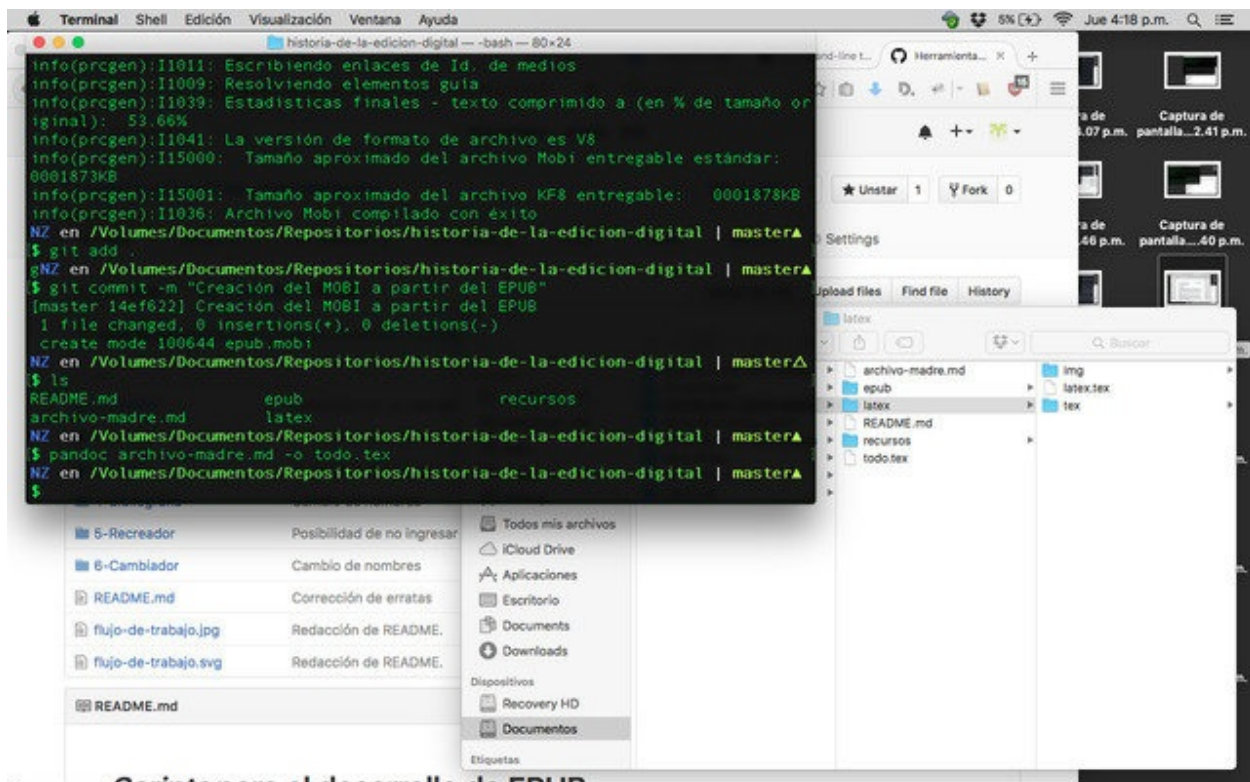 Terminal Shell Edición Visualización Ventana Ayuda
5% Jue 4:18 p.m.
historia-de-la-edicion-digital — -bash — 80×24
info(prcgen):I1012: Escribiendo enlaces de Id. de medios
info(prcgen):I1009: Resolviendo elementos guía
info(prcgen):I1039: Estadísticas finales - texto comprimido a (en % de tamaño or
iginal): 53.66%
info(prcgen):I1041: La versión de formato de archivo es V8
info(prcgen):I15000: Tamaño aproximado del archivo Mobi entregable estándar:
0001873KB
info(prcgen):I15001: Tamaño aproximado del archivo KF8 entregable: 0001878KB
info(prcgen):I1036: Archivo Mobi compilado con éxito
NZ en /Volumes/Documentos/Repositorios/historia-de-la-edicion-digital | master▲
$ git add
gNZ en /Volumes/Documentos/Repositorios/historia-de-la-edicion-digital | master▲
$ git commit -m "Creación del MOBI a partir del EPUB"
[master 14ef622] Creación del MOBI a partir del EPUB
1 file changed, 0 insertions(+), 0 deletions(-)
create mode 100644 epub.mobi
NZ en /Volumes/Documentos/Repositorios/historia-de-la-edicion-digital | master△
$ ls
README.md epub recursos
archivo-madre.md latex
NZ en /Volumes/Documentos/Repositorios/historia-de-la-edicion-digital | master▲
$ pandoc archivo-madre.md -o todo.tex
NZ en /Volumes/Documentos/Repositorios/historia-de-la-edicion-digital | master▲
$
Herramienta...
Unstar 1 Fork 0
Settings
Upload files Find file History
Captura de
pantalla...2.41 p.m.
Captura de
pantalla....40 p.m.
latex
Buscar
archivo-madre.md
epub
latex
README.md
recursos
todo.tex
img
latex.tex
tex
5-Recreador Posibilidad de no ingresar
6-Cambiador Cambio de nombres
README.md Corrección de erratas
flujo-de-trabajo.jpg Redacción de README.
flujo-de-trabajo.svg Redacción de README.
README.md
Todos mis archivos
iCloud Drive
Aplicaciones
Escritorio
Documents
Downloads
Dispositivos
Recovery HD
Documentos
Etiquetas